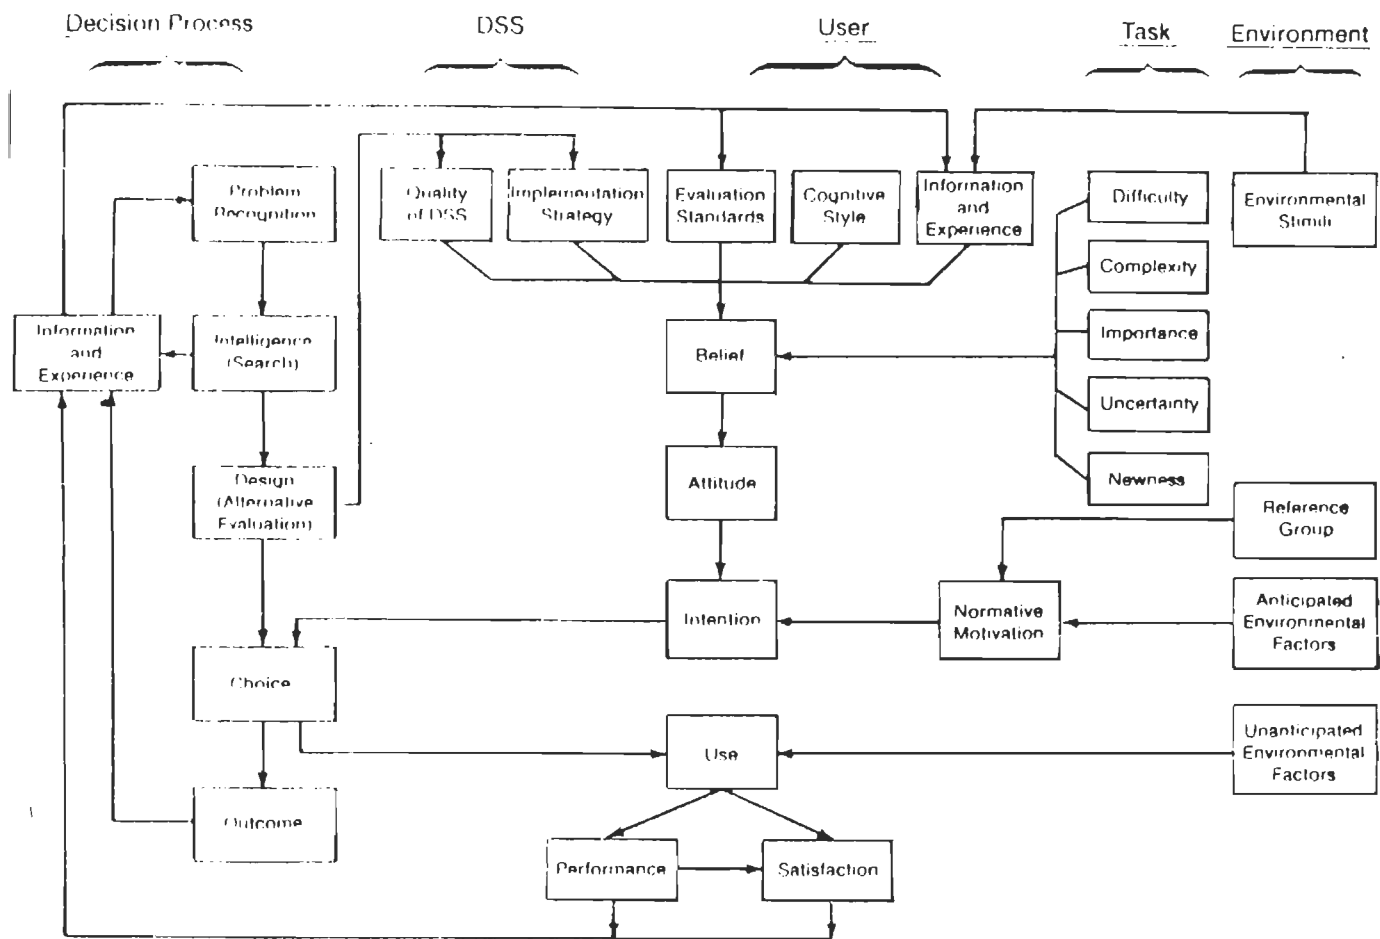 Decision Process
DSS
User
Task
Environment
Problem
Recognition
Quality
of DSS
Implementation
Strategy
Evaluation
Standards
Cognitive
Style
Information
and
Experience
Difficulty
Environmental
Stimili
Complexity
Information
and
Experience
Intelligence
(Search)
Belief
Importance
Uncertainty
Design
(Alternative
Evaluation)
Attitude
Newness
Reference
Group
Intention
Normative
Motivation
Anticipated
Environmental
Factors
Choice
Use
Unanticipated
Environmental
Factors
Outcome
Performance
Satisfaction